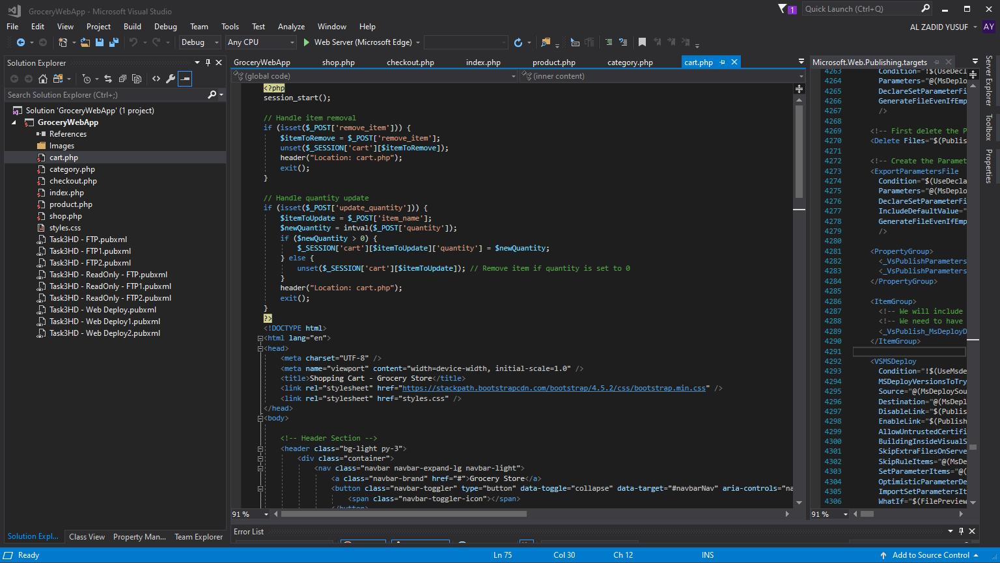 GroceryWebApp - Microsoft Visual Studio
1
Quick Launch (Ctrl+Q)
File Edit View Project Build Debug Team Tools Test Analyze Window Help
AL ZADID YUSUF AY
Debug Any CPU Web Server (Microsoft Edge)
Solution Explorer
Search Solution Explorer (Ctrl+;)
Solution 'GroceryWebApp' (1 project)
GroceryWebApp
References
Images
cart.php
category.php
checkout.php
index.php
product.php
shop.php
styles.css
Task3HD - FTP.pubxml
Task3HD - FTP1.pubxml
Task3HD - FTP2.pubxml
Task3HD - ReadOnly - FTP.pubxml
Task3HD - ReadOnly - FTP1.pubxml
Task3HD - ReadOnly - FTP2.pubxml
Task3HD - Web Deploy.pubxml
Task3HD - Web Deploy1.pubxml
Task3HD - Web Deploy2.pubxml
Solution Expl... Class View Property Man... Team Explorer
GroceryWebApp shop.php checkout.php index.php product.php category.php cart.php
(global code) (inner content)
<?php
session_start();
// Handle item removal
if (isset($_POST['remove_item'])) {
$itemToRemove = $_POST['remove_item'];
unset($_SESSION['cart'][$itemToRemove]);
header("Location: cart.php");
exit();
}
// Handle quantity update
if (isset($_POST['update_quantity'])) {
$itemToUpdate = $_POST['item_name'];
$newQuantity = intval($_POST['quantity']);
if ($newQuantity > 0) {
$_SESSION['cart'][$itemToUpdate]['quantity'] = $newQuantity;
} else {
unset($_SESSION['cart'][$itemToUpdate]); // Remove item if quantity is set to 0
}
header("Location: cart.php");
exit();
}
?>
<!DOCTYPE html>
<html lang="en">
<head>
<meta charset="UTF-8" />
<meta name="viewport" content="width=device-width, initial-scale=1.0" />
<title>Shopping Cart - Grocery Store</title>
<link rel="stylesheet" href="https://stackpath.bootstrapcdn.com/bootstrap/4.5.2/css/bootstrap.min.css" />
<link rel="stylesheet" href="styles.css" />
</head>
<body>
<!-- Header Section -->
<header class="bg-light py-3">
<div class="container">
<nav class="navbar navbar-expand-lg navbar-light">
<a class="navbar-brand" href="#">Grocery Store</a>
<button class="navbar-toggler" type="button" data-toggle="collapse" data-target="#navbarNav" aria-controls="na
<span class="navbar-toggler-icon"></span>
</button>
91 %
Microsoft.Web.Publishing.targets
4263 Condition="!$(UseDecl
4264 Parameters="@(MsDeplo
4265 DeclareSetParameterFi
4266 GenerateFileEvenIfEmp
4267 />
4268
4269 <!-- First delete the P
4270 <Delete Files="$(Publis
4271
4272 <!-- Create the Paramet
4273 <ExportParametersFile
4274 Condition="$(UseDecla
4275 Parameters="@(MsDeplo
4276 DeclareSetParameterFi
4277 IncludeDefaultValue="
4278 GenerateFileEvenIfEmp
4279 />
4280
4281 <PropertyGroup>
4282 <_VsPublishParameters
4283 <_VsPublishParameters
4284 </PropertyGroup>
4285
4286 <ItemGroup>
4287 <!-- We will include
4288 <!-- We need to have
4289 <_VsPublish_MsDeployD
4290 </ItemGroup>
4291
4292 <VSMSDeploy
4293 Condition="!$(UseMsde
4294 MSDeployVersionsToTry
4295 Source="@(MsDeploySou
4296 Destination="@(MsDepl
4297 DisableLink="$(Publis
4298 EnableLink="$(Publish
4299 AllowUntrustedCertifi
4300 BuildingInsideVisualS
4301 SkipExtraFilesOnServe
4302 SkipRuleItems="@(MsDe
4303 SetParameterItems="@(
4304 OptimisticParameterDe
4305 ImportSetParametersIt
4306 WhatIf="$(FilePreview
91 %
Server Explorer
Toolbox
Properties
Error List
Ready Ln 75 Col 30 Ch 12 INS Add to Source Control